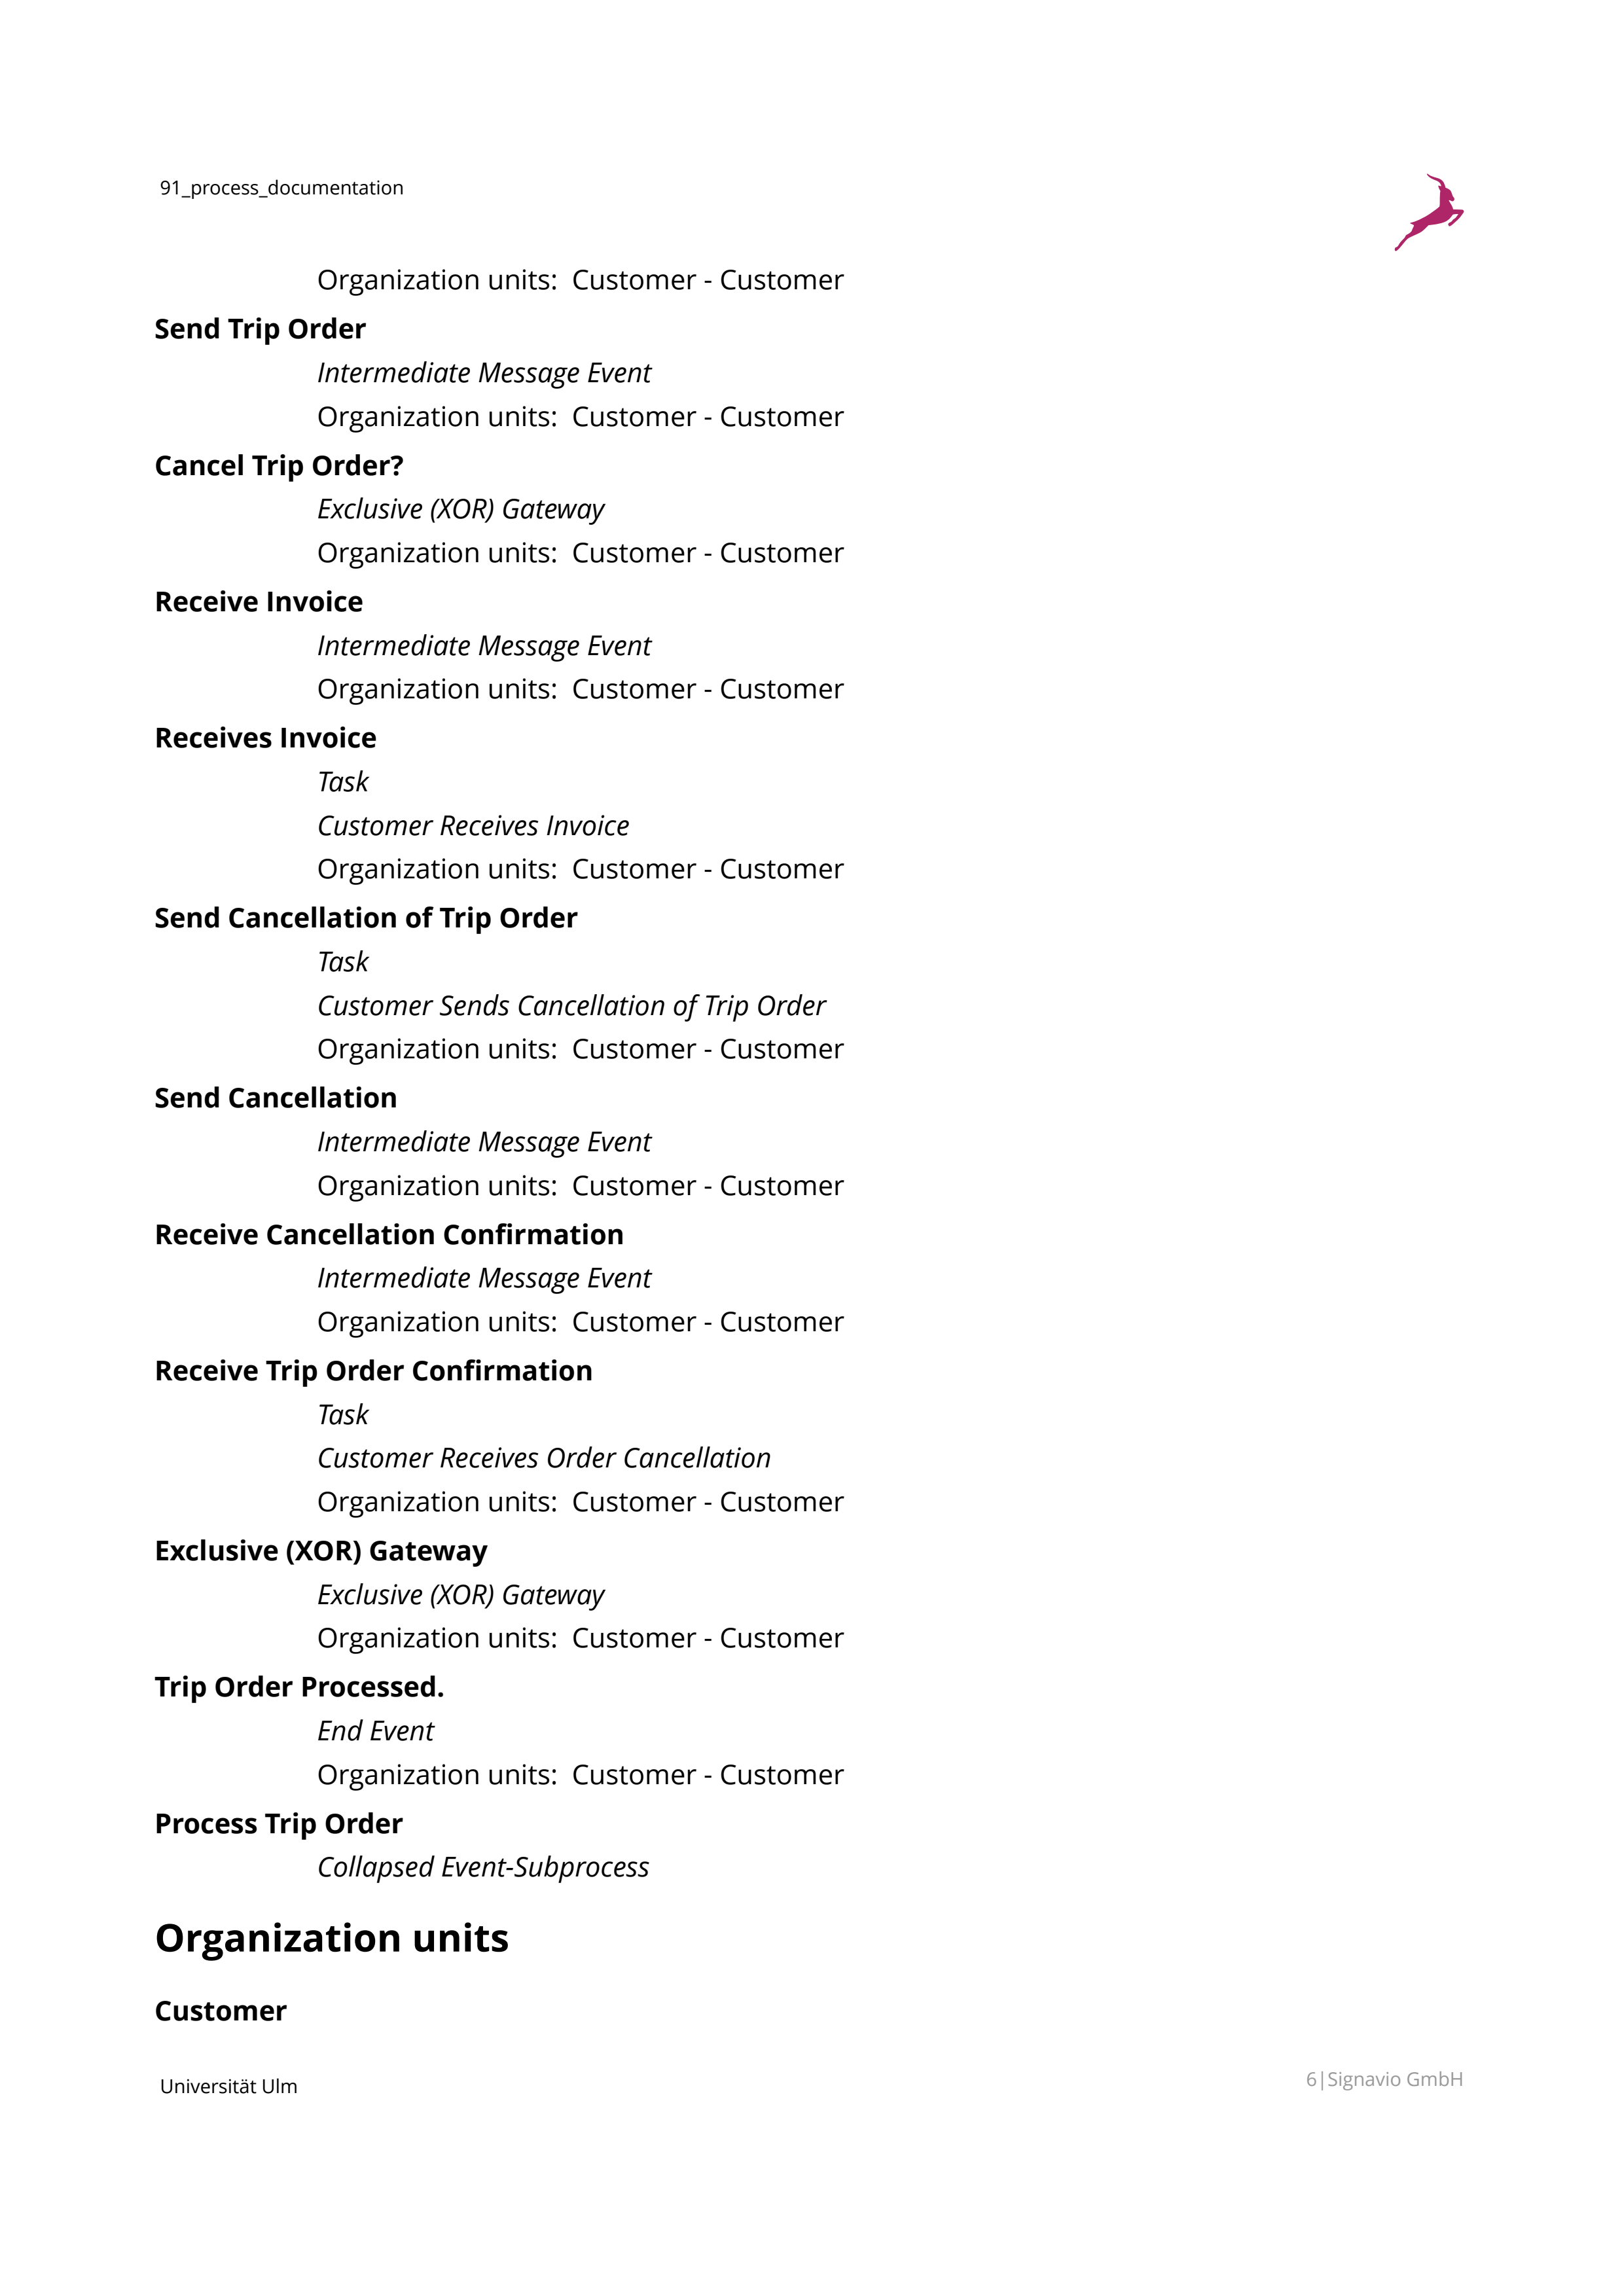 91_process_documentation
Organization units:  Customer - Customer
Send Trip Order
Intermediate Message Event
Organization units:  Customer - Customer
Cancel Trip Order?
Exclusive (XOR) Gateway
Organization units:  Customer - Customer
Receive Invoice
Intermediate Message Event
Organization units:  Customer - Customer
Receives Invoice
Task
Customer Receives Invoice
Organization units:  Customer - Customer
Send Cancellation of Trip Order
Task
Customer Sends Cancellation of Trip Order
Organization units:  Customer - Customer
Send Cancellation
Intermediate Message Event
Organization units:  Customer - Customer
Receive Cancellation Confirmation
Intermediate Message Event
Organization units:  Customer - Customer
Receive Trip Order Confirmation
Task
Customer Receives Order Cancellation
Organization units:  Customer - Customer
Exclusive (XOR) Gateway
Exclusive (XOR) Gateway
Organization units:  Customer - Customer
Trip Order Processed.
End Event
Organization units:  Customer - Customer
Process Trip Order
Collapsed Event-Subprocess
Organization units
Customer
Universität Ulm
6|Signavio GmbH